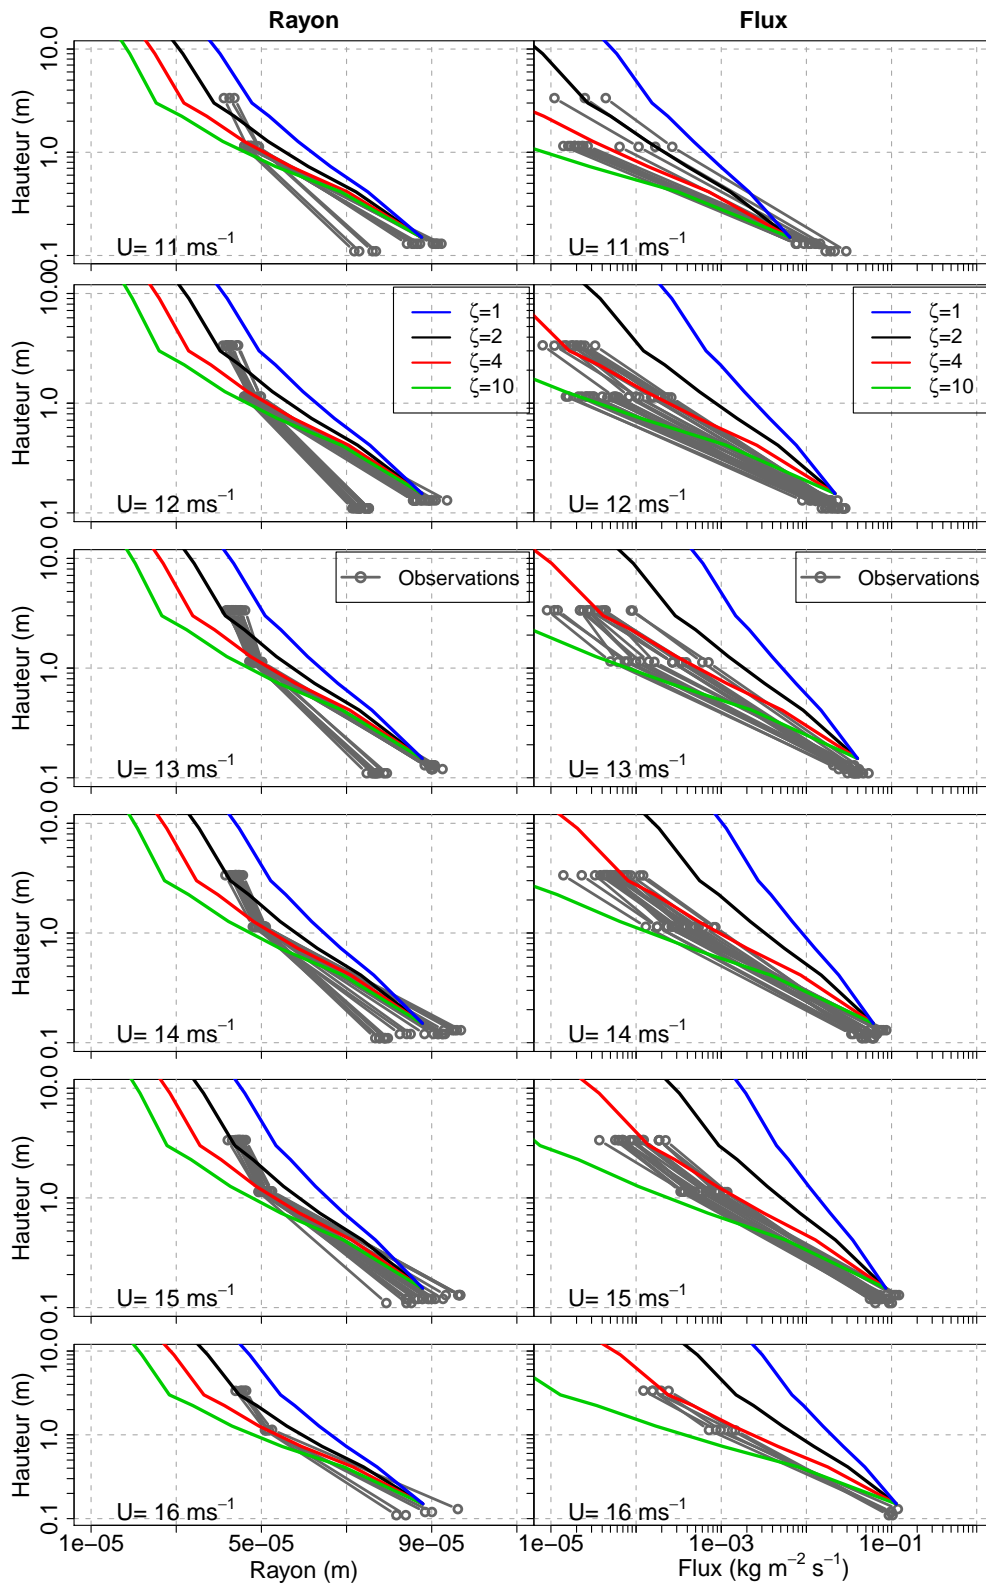 Rayon Flux
Hauteur (m) 0.1 1.0 10.0 U= 11 ms⁻¹ U= 11 ms⁻¹
Hauteur (m) 0.1 1.0 10.0 U= 12 ms⁻¹ U= 12 ms⁻¹
ζ=1 ζ=1
ζ=2 ζ=2
ζ=4 ζ=4
ζ=10 ζ=10
Hauteur (m) 0.1 1.0 10.0 U= 13 ms⁻¹ U= 13 ms⁻¹
Observations Observations
Hauteur (m) 0.1 1.0 10.0 U= 14 ms⁻¹ U= 14 ms⁻¹
Hauteur (m) 0.1 1.0 10.0 U= 15 ms⁻¹ U= 15 ms⁻¹
Hauteur (m) 0.1 1.0 10.0 U= 16 ms⁻¹ U= 16 ms⁻¹
1e-05 5e-05 9e-05 1e-05 1e-03 1e-01
Rayon (m) Flux (kg m⁻² s⁻¹)